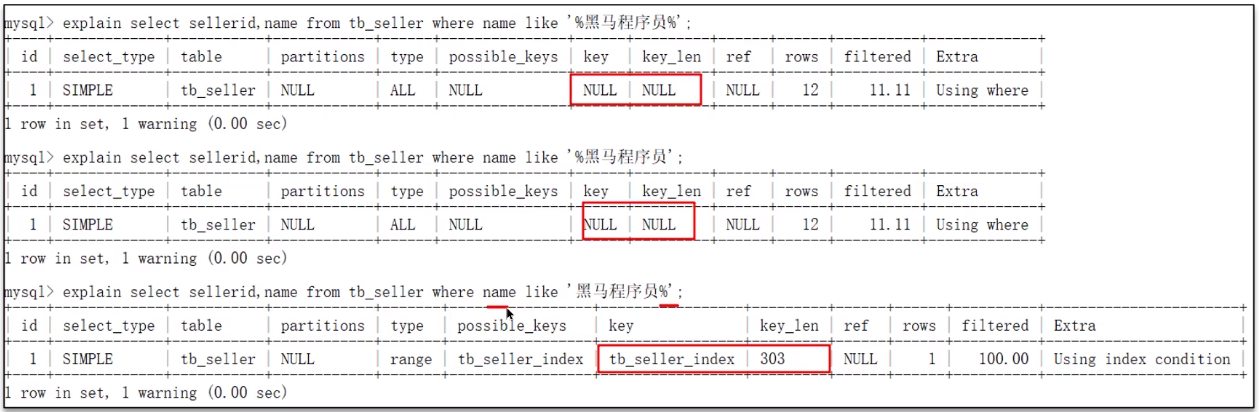 mysql> explain select sellerid,name from tb_seller where name like '%黑马程序员%';
| id | select_type | table | partitions | type | possible_keys | key | key_len | ref | rows | filtered | Extra |
| 1 | SIMPLE | tb_seller | NULL | ALL | NULL | NULL | NULL | NULL | 12 | 11.11 | Using where |
1 row in set, 1 warning (0.00 sec)
mysql> explain select sellerid,name from tb_seller where name like '%黑马程序员';
| id | select_type | table | partitions | type | possible_keys | key | key_len | ref | rows | filtered | Extra |
| 1 | SIMPLE | tb_seller | NULL | ALL | NULL | NULL | NULL | NULL | 12 | 11.11 | Using where |
1 row in set, 1 warning (0.00 sec)
mysql> explain select sellerid,name from tb_seller where name like '黑马程序员%';
| id | select_type | table | partitions | type | possible_keys | key | key_len | ref | rows | filtered | Extra |
| 1 | SIMPLE | tb_seller | NULL | range | tb_seller_index | tb_seller_index | 303 | NULL | 1 | 100.00 | Using index condition |
1 row in set, 1 warning (0.00 sec)